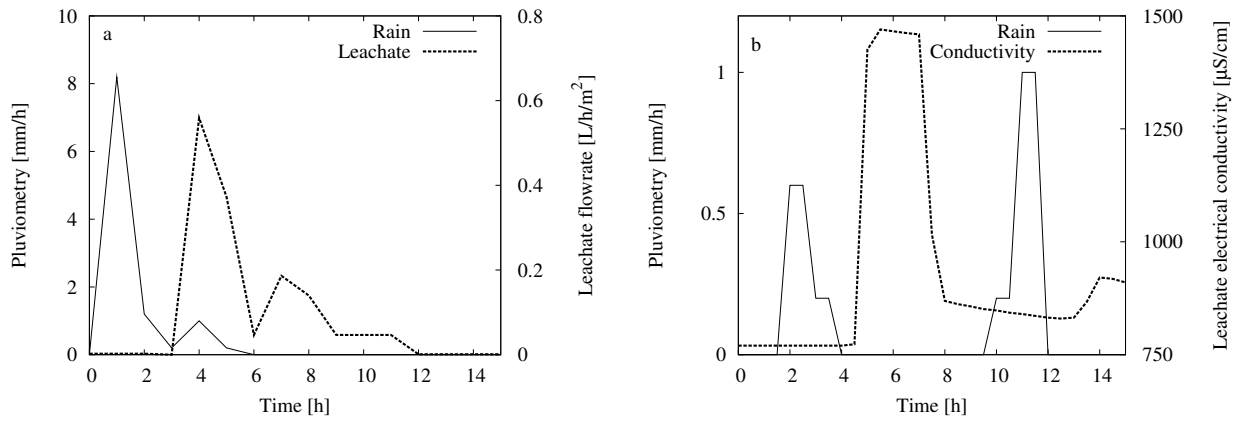 a
Rain
Leachate
10
8
6
4
2
0
0.8
0.6
0.4
0.2
0
0 2 4 6 8 10 12 14
Time [h]
Pluviometry [mm/h]
Leachate flowrate [L/h/m²]
b
Rain
Conductivity
1
0.5
0
1500
1250
1000
750
0 2 4 6 8 10 12 14
Time [h]
Pluviometry [mm/h]
Leachate electrical conductivity [µS/cm]